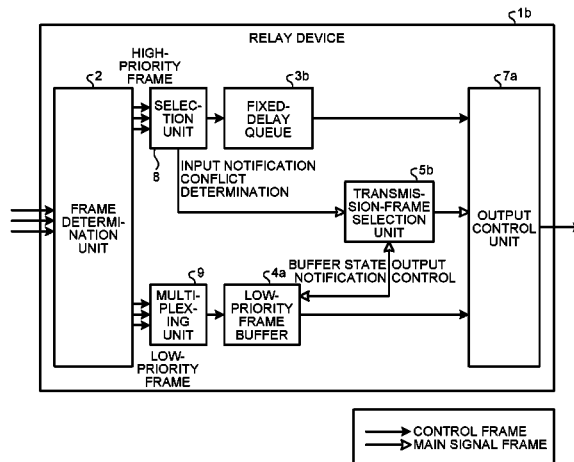 1b
RELAY DEVICE
HIGH-
PRIORITY
FRAME
2
3b
7a
SELEC-
TION
UNIT
FIXED-
DELAY
QUEUE
8
INPUT NOTIFICATION
CONFLICT
DETERMINATION
5b
TRANSMIS-
SION-FRAME
SELECTION
UNIT
FRAME
DETERMI-
NATION
UNIT
OUTPUT
CONTROL
UNIT
BUFFER STATE OUTPUT
NOTIFICATION CONTROL
9
4a
MULTI-
PLEXING
UNIT
LOW-
PRIORITY
FRAME
BUFFER
LOW-
PRIORITY
FRAME
CONTROL FRAME
MAIN SIGNAL FRAME